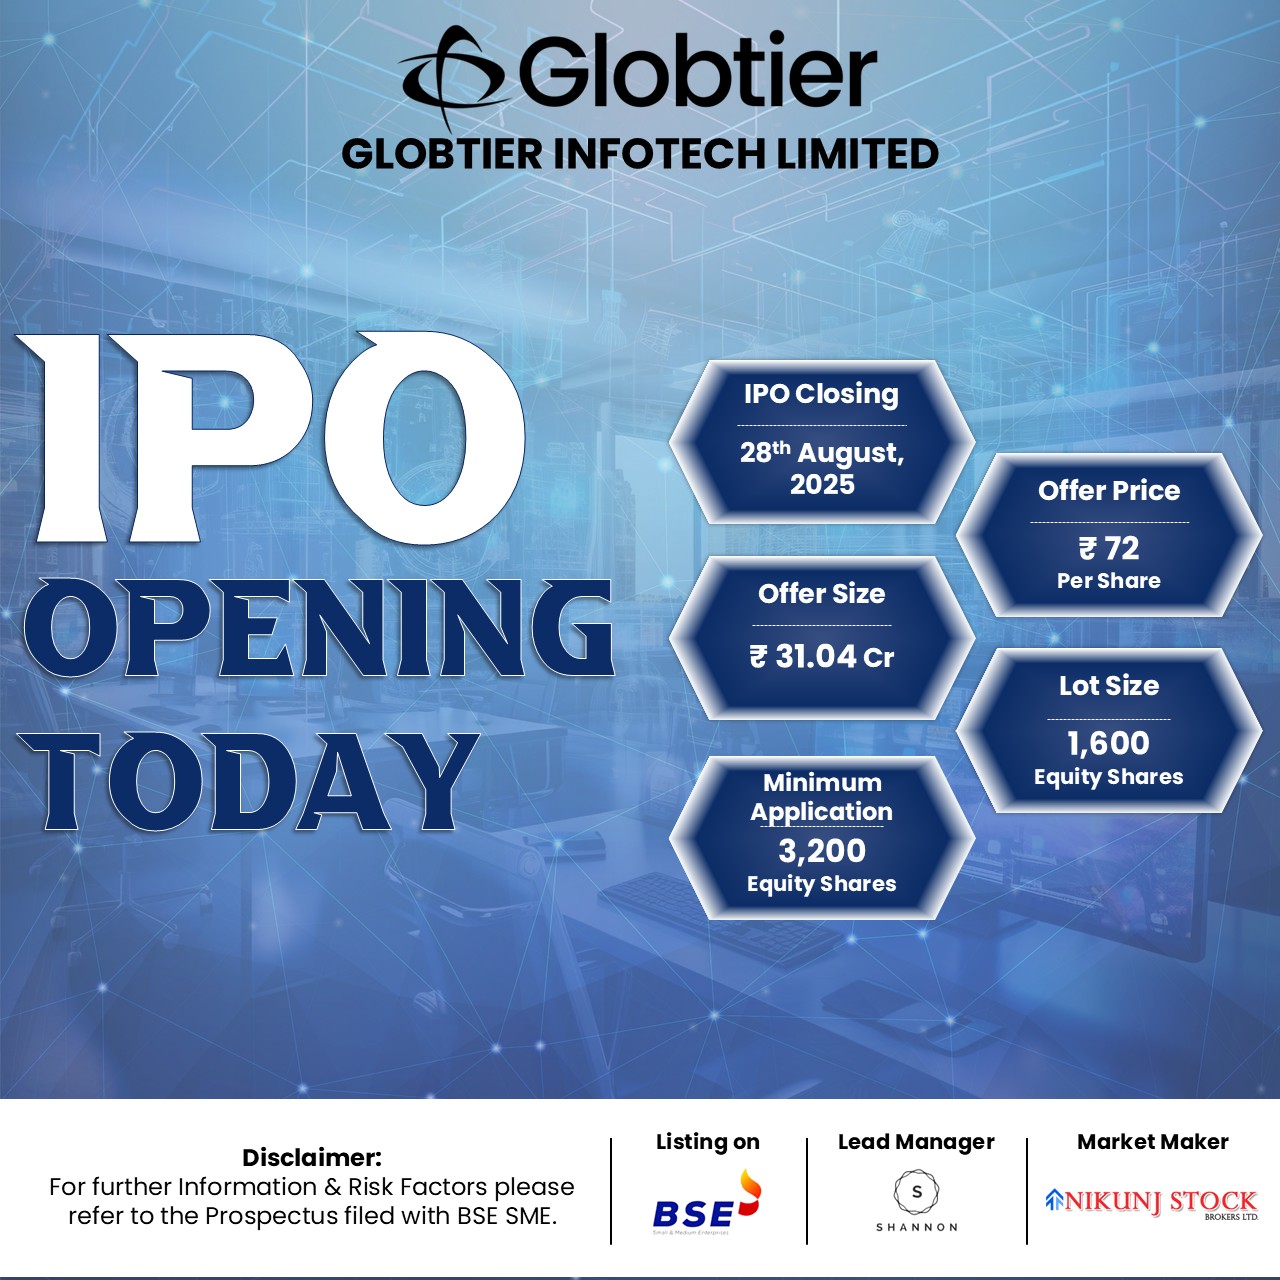 Globtier
GLOBTIER INFOTECH LIMITED
IPO
OPENING
TODAY
IPO Closing
28th August,
2025
Offer Price
₹ 72
Per Share
Offer Size
₹ 31.04 Cr
Lot Size
1,600
Equity Shares
Minimum
Application
3,200
Equity Shares
Disclaimer:
For further Information & Risk Factors please
refer to the Prospectus filed with BSE SME.
Listing on
BSE
Small & Medium Enterprises
Lead Manager
S
SHANNON
Market Maker
NIKUNJ STOCK
BROKERS LTD.